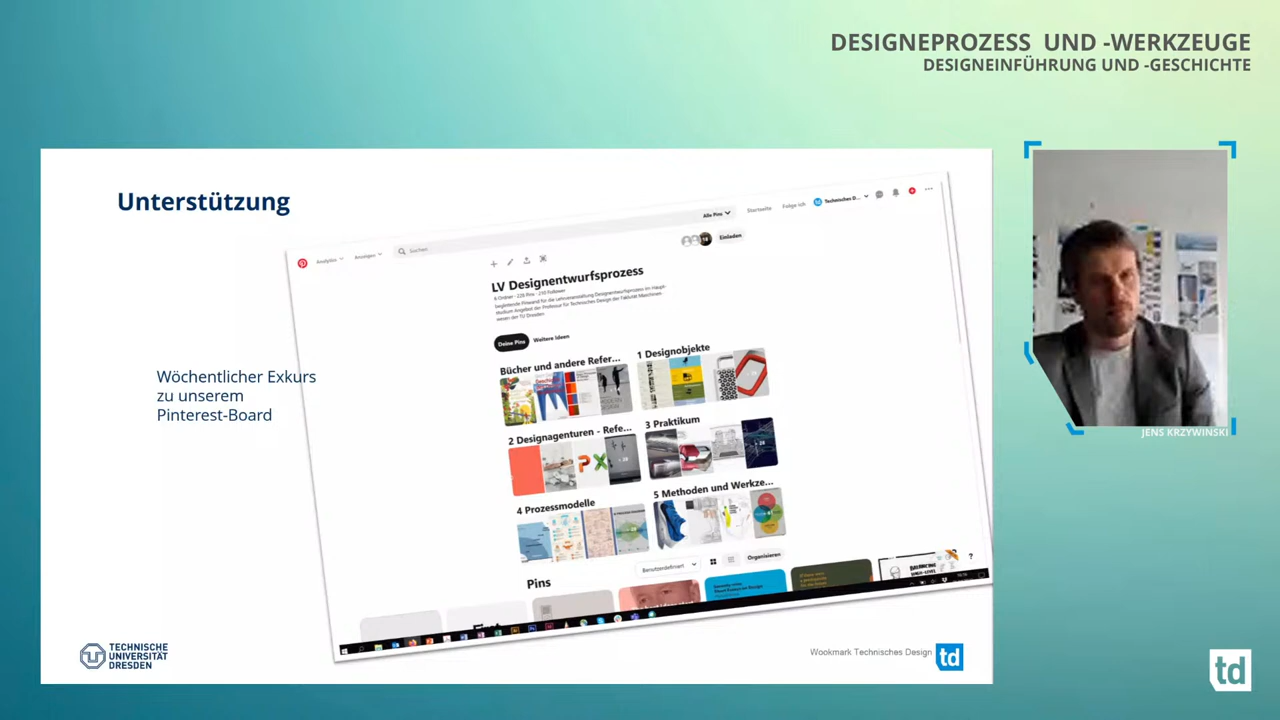 DESIGNEPROZESS UND -WERKZEUGE
DESIGNEINFÜHRUNG UND -GESCHICHTE
Unterstützung
Wöchentlicher Exkurs
zu unserem
Pinterest-Board
Analytics
Anzeigen
Suchen
Alle Pins
Startseite
Folge ich
Technisches D...
Einladen
LV Designentwurfsprozess
Deine Pins
Weitere Ideen
Bücher und andere Refer...
1 Designobjekte
2 Designagenturen - Refe...
3 Praktikum
4 Prozessmodelle
5 Methoden und Werkze...
Benutzerdefiniert
Organisieren
Pins
JENS KRZYWINSKI
TECHNISCHE
UNIVERSITÄT
DRESDEN
Wookmark Technisches Design
td
td